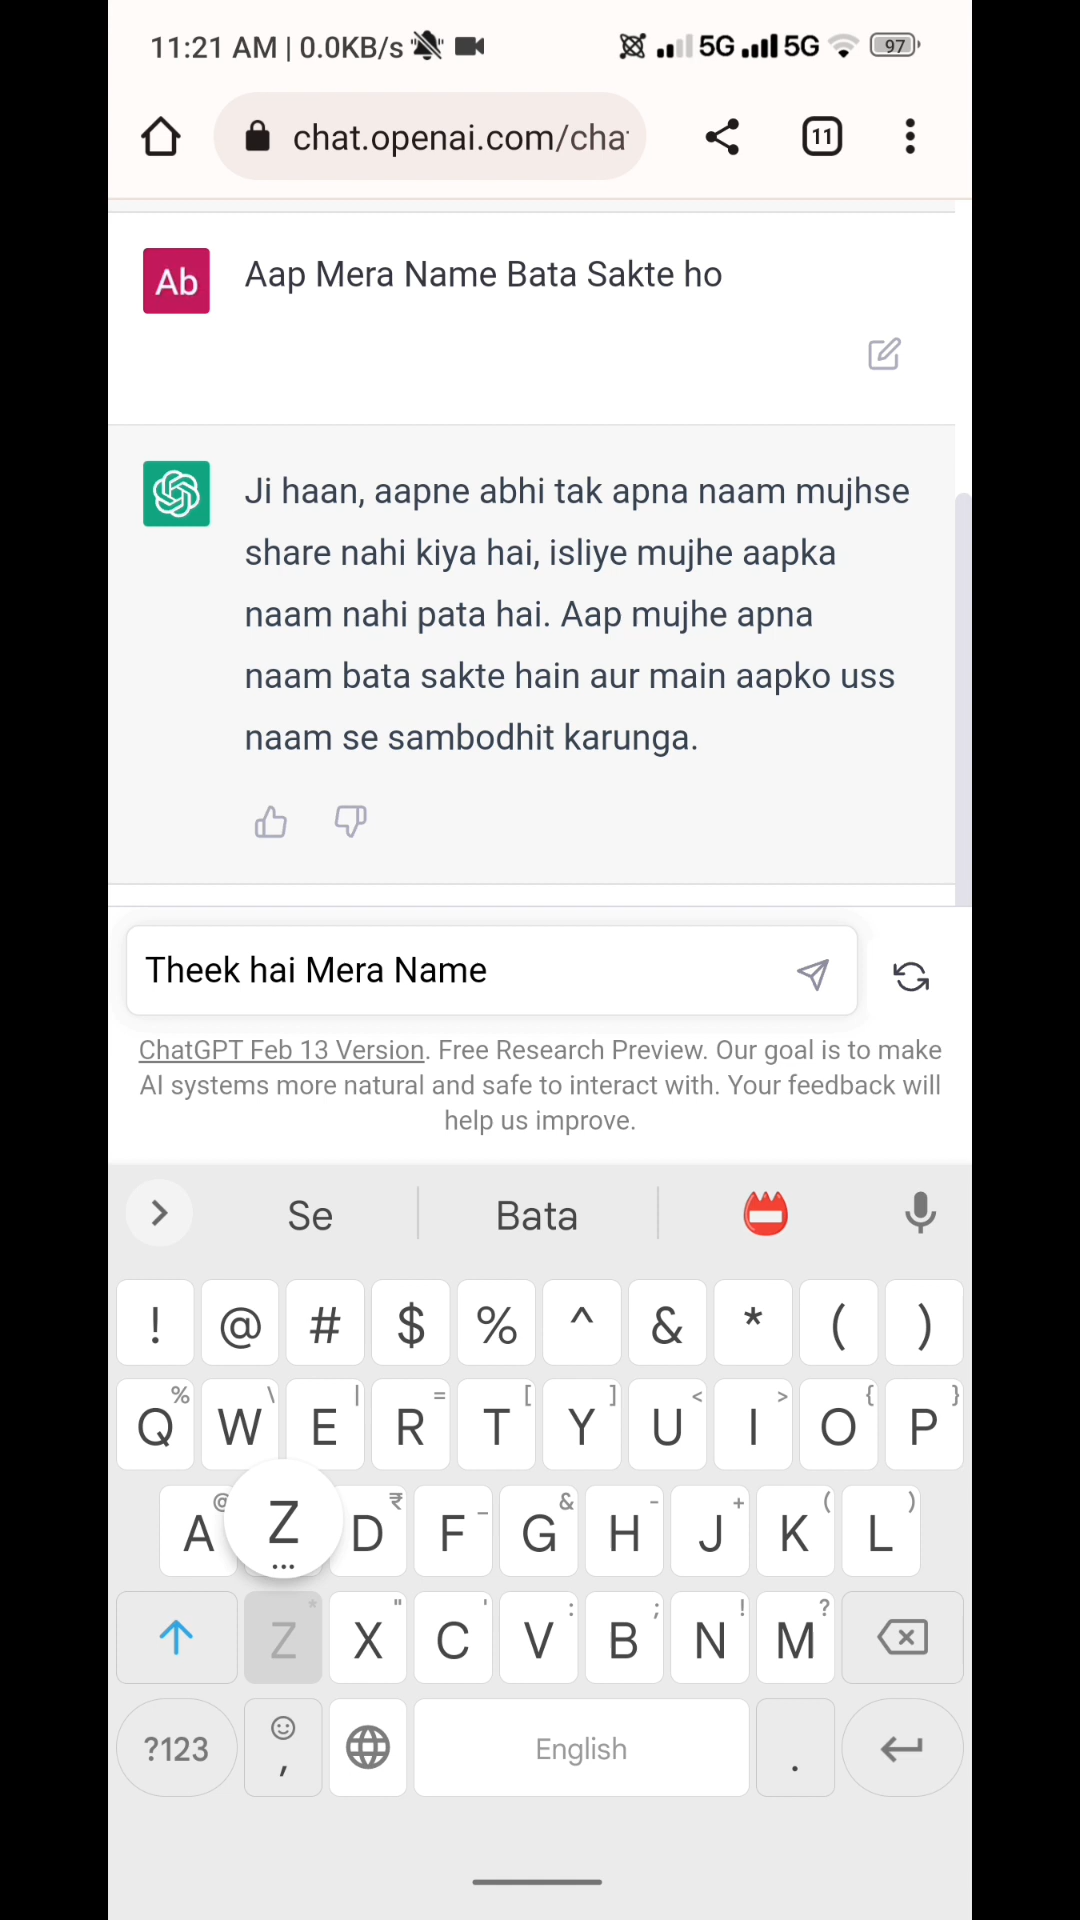 11:21 AM | 0.0KB/s 5G 5G 97
chat.openai.com/cha
11
Ab Aap Mera Name Bata Sakte ho
Ji haan, aapne abhi tak apna naam mujhse
share nahi kiya hai, isliye mujhe aapka
naam nahi pata hai. Aap mujhe apna
naam bata sakte hain aur main aapko uss
naam se sambodhit karunga.
Theek hai Mera Name
ChatGPT Feb 13 Version. Free Research Preview. Our goal is to make
AI systems more natural and safe to interact with. Your feedback will
help us improve.
Se Bata
! @ # $ % ^ & * ( )
% \ | = [ ] < > { }
Q W E R T Y U I O P
@ ₹ _ & - + ( )
A Z D F G H J K L
...
* " ' : ; ! ?
Z X C V B N M
?123 , English .